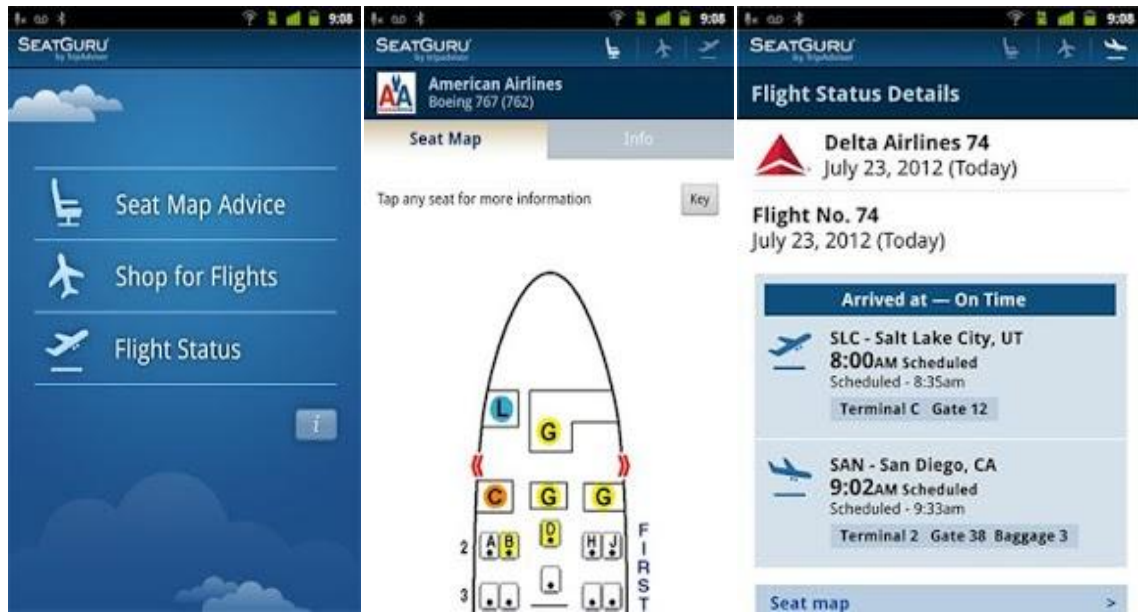 9:08
SEATGURU
by tripadvisor
Seat Map Advice
Shop for Flights
Flight Status
i
9:08
SEATGURU
by tripadvisor
AA
American Airlines
Boeing 767 (762)
Seat Map
Info
Tap any seat for more information
Key
L
G
C G G
2 A B D H J
3
FIRST
9:08
SEATGURU
by tripadvisor
Flight Status Details
Delta Airlines 74
July 23, 2012 (Today)
Flight No. 74
July 23, 2012 (Today)
Arrived at — On Time
SLC - Salt Lake City, UT
8:00AM Scheduled
Scheduled - 8:35am
Terminal C Gate 12
SAN - San Diego, CA
9:02AM Scheduled
Scheduled - 9:33am
Terminal 2 Gate 38 Baggage 3
Seat map >